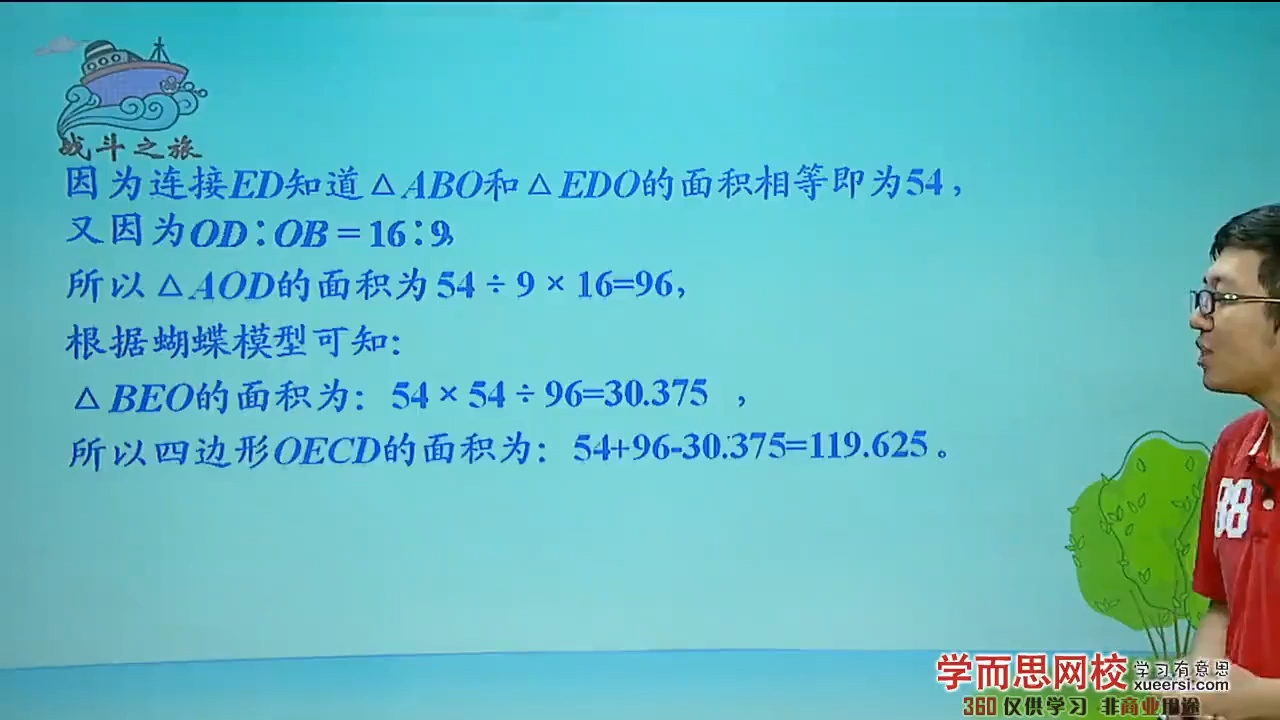 战斗之旅
因为连接ED知道△ABO和△EDO的面积相等即为54，
又因为OD∶OB=16∶9，
所以△AOD的面积为54÷9×16=96，
根据蝴蝶模型可知：
△BEO的面积为：54×54÷96=30.375，
所以四边形OECD的面积为：54+96-30.375=119.625。
88
学而思网校 学习有意思
xueersi.com
360 仅供学习 非商业用途